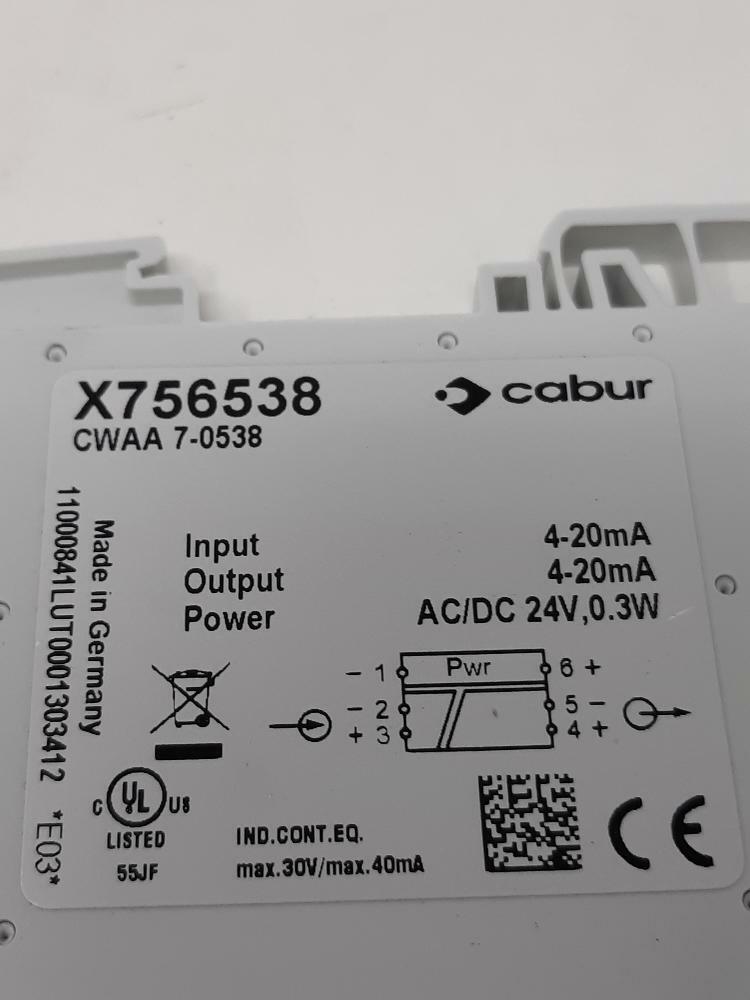 X756538
cabur
CWAA 7-0538
Input 4-20mA
Output 4-20mA
Power AC/DC 24V,0.3W
Made in Germany
11000841LUT0001303412 *E03*
− 1 Pwr 6 +
− 2 5 −
+ 3 4 +
C UL US
LISTED
55JF
IND.CONT.EQ.
max.30V/max.40mA
CE